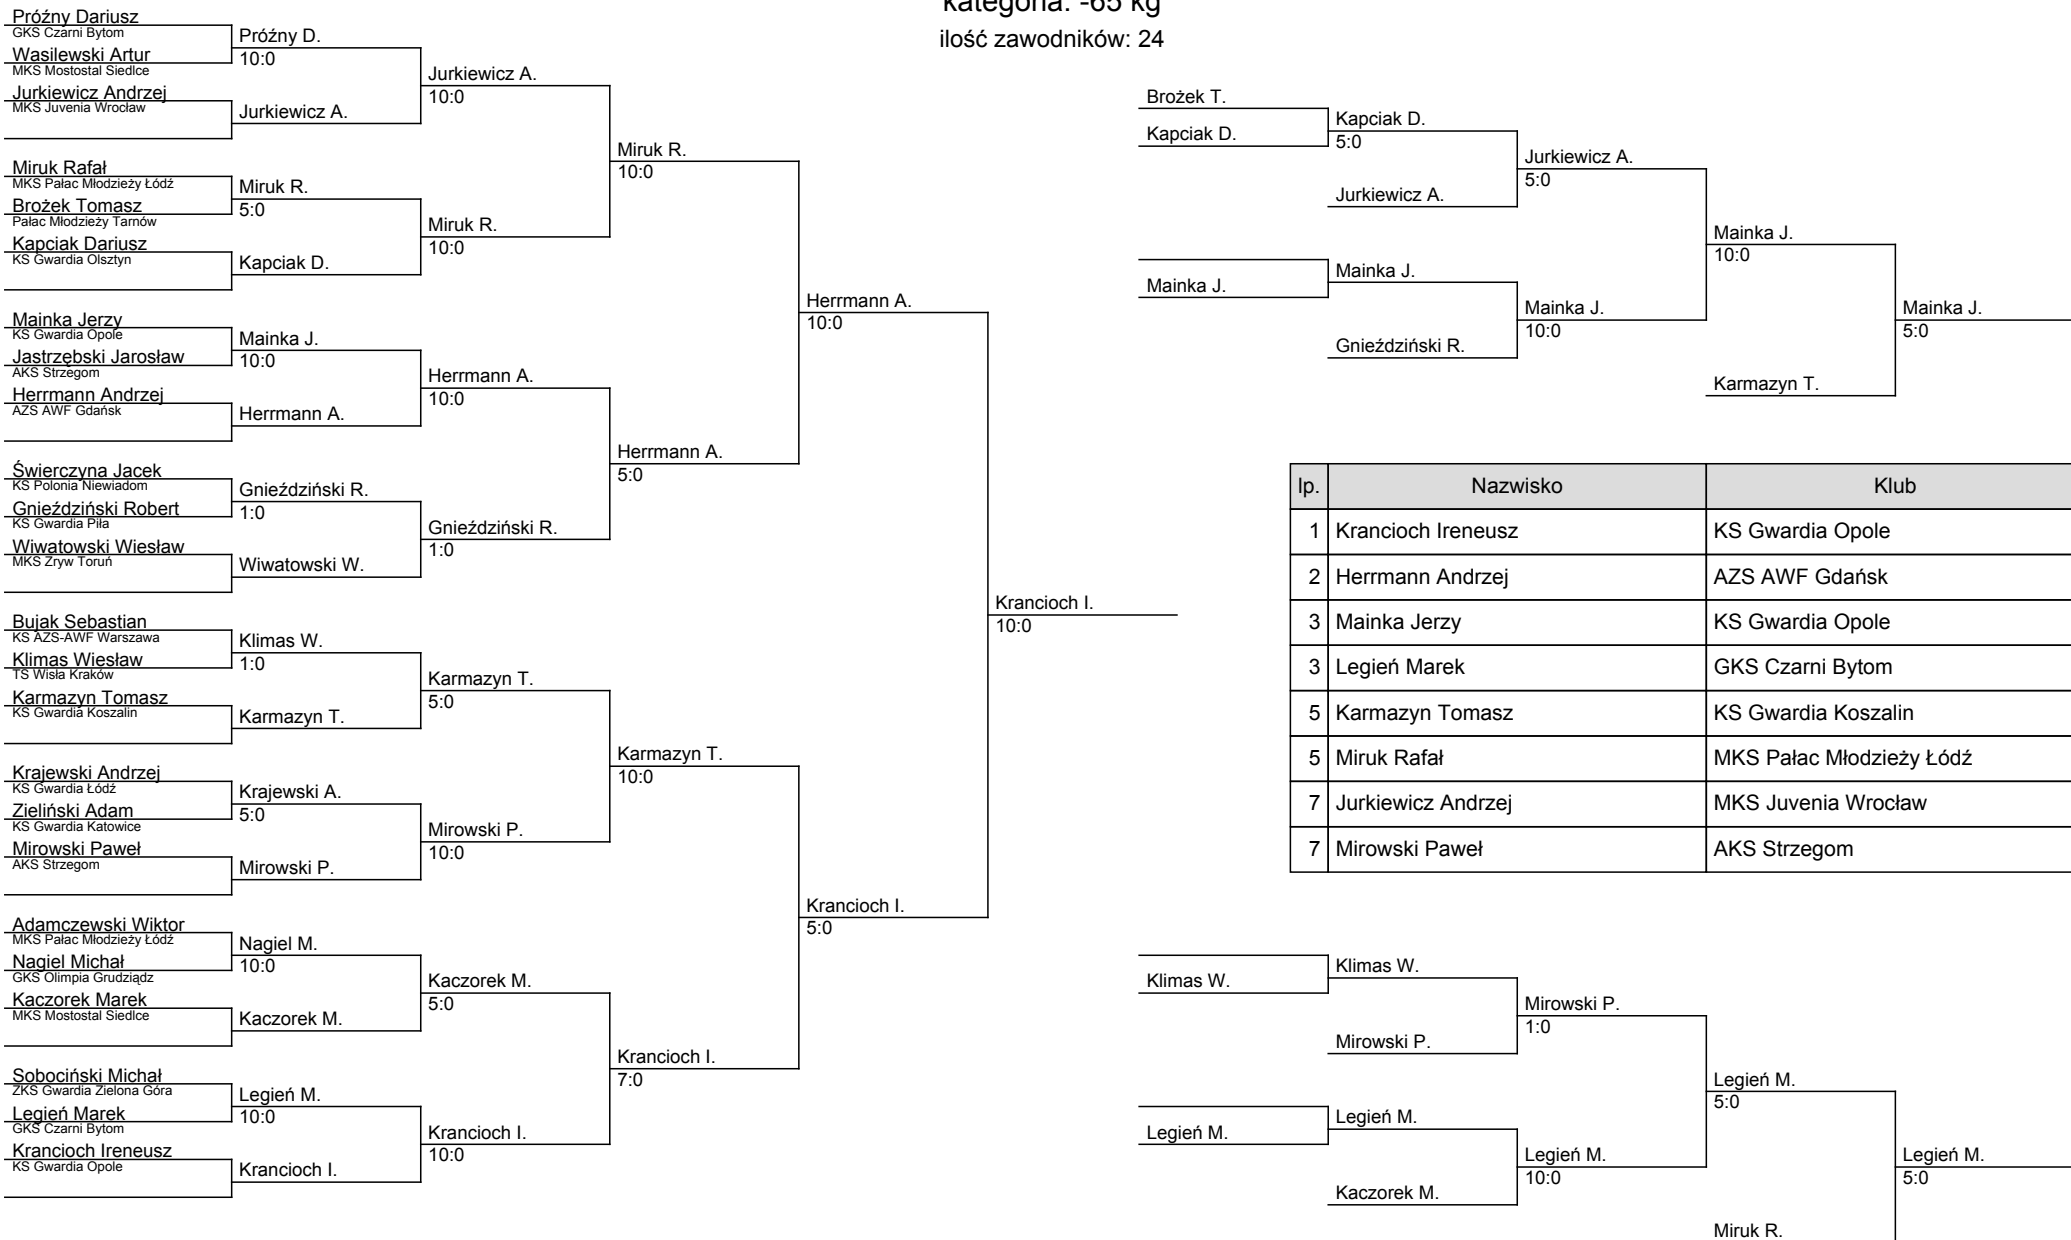 kategoria: -65 kg
ilość zawodników: 24
Próźny Dariusz
GKS Czarni Bytom
Wasilewski Artur
MKS Mostostal Siedlce
Jurkiewicz Andrzej
MKS Juvenia Wrocław
Miruk Rafał
MKS Pałac Młodzieży Łódź
Brożek Tomasz
Pałac Młodzieży Tarnów
Kapciak Dariusz
KS Gwardia Olsztyn
Mainka Jerzy
KS Gwardia Opole
Jastrzębski Jarosław
AKS Strzegom
Herrmann Andrzej
AZS AWF Gdańsk
Świerczyna Jacek
KS Polonia Niewiadom
Gnieździński Robert
KS Gwardia Piła
Wiwatowski Wiesław
MKS Zryw Toruń
Bujak Sebastian
KS AZS-AWF Warszawa
Klimas Wiesław
TS Wisła Kraków
Karmazyn Tomasz
KS Gwardia Koszalin
Krajewski Andrzej
KS Gwardia Łódź
Zieliński Adam
KS Gwardia Katowice
Mirowski Paweł
AKS Strzegom
Adamczewski Wiktor
MKS Pałac Młodzieży Łódź
Nagiel Michał
GKS Olimpia Grudziądz
Kaczorek Marek
MKS Mostostal Siedlce
Sobociński Michał
ZKS Gwardia Zielona Góra
Legień Marek
GKS Czarni Bytom
Krancioch Ireneusz
KS Gwardia Opole
Próźny D.
10:0
Jurkiewicz A.
Miruk R.
5:0
Kapciak D.
Mainka J.
10:0
Herrmann A.
Gnieździński R.
1:0
Wiwatowski W.
Klimas W.
1:0
Karmazyn T.
Krajewski A.
5:0
Mirowski P.
Nagiel M.
10:0
Kaczorek M.
Legień M.
10:0
Krancioch I.
Jurkiewicz A.
10:0
Miruk R.
10:0
Herrmann A.
10:0
Gnieździński R.
1:0
Karmazyn T.
5:0
Mirowski P.
10:0
Kaczorek M.
5:0
Krancioch I.
10:0
Miruk R.
10:0
Herrmann A.
5:0
Karmazyn T.
10:0
Krancioch I.
7:0
Herrmann A.
10:0
Krancioch I.
5:0
Krancioch I.
10:0
Brożek T.
Kapciak D.
Mainka J.
Kapciak D.
5:0
Jurkiewicz A.
Mainka J.
Gnieździński R.
Jurkiewicz A.
5:0
Mainka J.
10:0
Mainka J.
10:0
Karmazyn T.
Mainka J.
5:0
lp. Nazwisko Klub
1 Krancioch Ireneusz KS Gwardia Opole
2 Herrmann Andrzej AZS AWF Gdańsk
3 Mainka Jerzy KS Gwardia Opole
3 Legień Marek GKS Czarni Bytom
5 Karmazyn Tomasz KS Gwardia Koszalin
5 Miruk Rafał MKS Pałac Młodzieży Łódź
7 Jurkiewicz Andrzej MKS Juvenia Wrocław
7 Mirowski Paweł AKS Strzegom
Klimas W.
Legień M.
Klimas W.
Mirowski P.
Legień M.
Kaczorek M.
Mirowski P.
1:0
Legień M.
10:0
Legień M.
5:0
Miruk R.
Legień M.
5:0